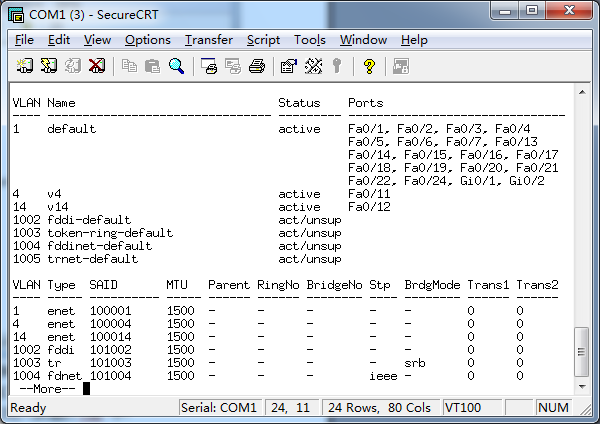 COM1 (3) - SecureCRT
File Edit View Options Transfer Script Tools Window Help
VLAN Name                             Status    Ports
---- -------------------------------- --------- -------------------------------
1    default                          active    Fa0/1, Fa0/2, Fa0/3, Fa0/4
                                                Fa0/5, Fa0/6, Fa0/7, Fa0/13
                                                Fa0/14, Fa0/15, Fa0/16, Fa0/17
                                                Fa0/18, Fa0/19, Fa0/20, Fa0/21
                                                Fa0/22, Fa0/24, Gi0/1, Gi0/2
4    v4                               active    Fa0/11
14   v14                              active    Fa0/12
1002 fddi-default                     act/unsup
1003 token-ring-default               act/unsup
1004 fddinet-default                  act/unsup
1005 trnet-default                    act/unsup
VLAN Type  SAID       MTU   Parent RingNo BridgeNo Stp  BrdgMode Trans1 Trans2
---- ----- ---------- ----- ------ ------ -------- ---- -------- ------ ------
1    enet  100001     1500  -      -      -        -    -        0      0
4    enet  100004     1500  -      -      -        -    -        0      0
14   enet  100014     1500  -      -      -        -    -        0      0
1002 fddi  101002     1500  -      -      -        -    -        0      0
1003 tr    101003     1500  -      -      -        -    srb      0      0
1004 fdnet 101004     1500  -      -      -        ieee -        0      0
 --More--
Ready Serial: COM1 24, 11 24 Rows, 80 Cols VT100 NUM